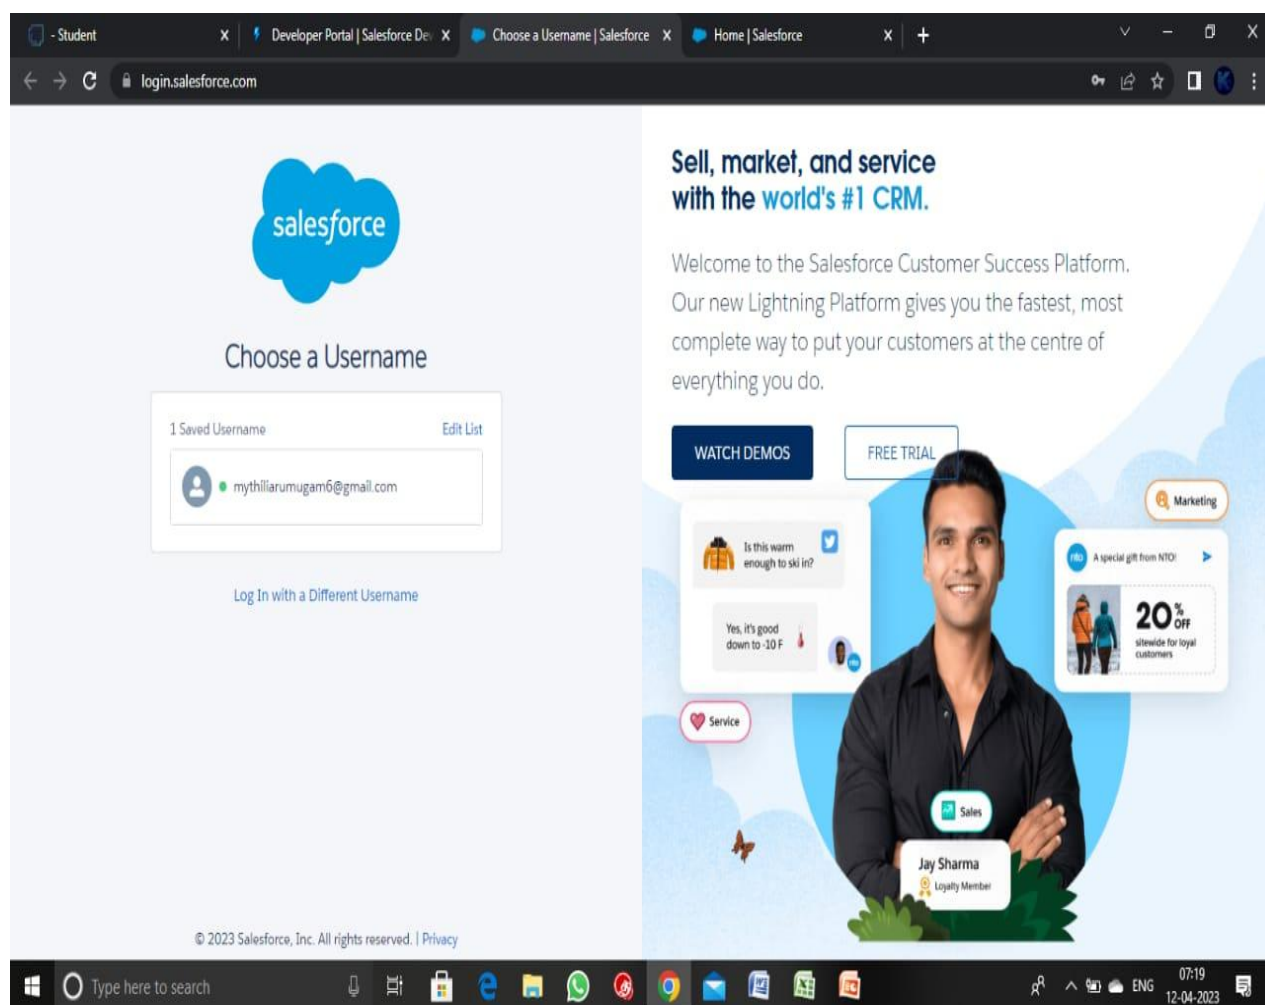 - Student
Developer Portal | Salesforce Dev
Choose a Username | Salesforce
Home | Salesforce
login.salesforce.com
K
salesforce
Choose a Username
1 Saved Username
Edit List
mythiliarumugam6@gmail.com
Log In with a Different Username
© 2023 Salesforce, Inc. All rights reserved. | Privacy
Sell, market, and service
with the world's #1 CRM.
Welcome to the Salesforce Customer Success Platform.
Our new Lightning Platform gives you the fastest, most
complete way to put your customers at the centre of
everything you do.
WATCH DEMOS
FREE TRIAL
Marketing
Is this warm
enough to ski in?
Yes, it's good
down to -10 F
nto
Service
nto
A special gift from NTO!
20% OFF
sitewide for loyal
customers
Sales
Jay Sharma
Loyalty Member
Type here to search
ENG
07:19
12-04-2023